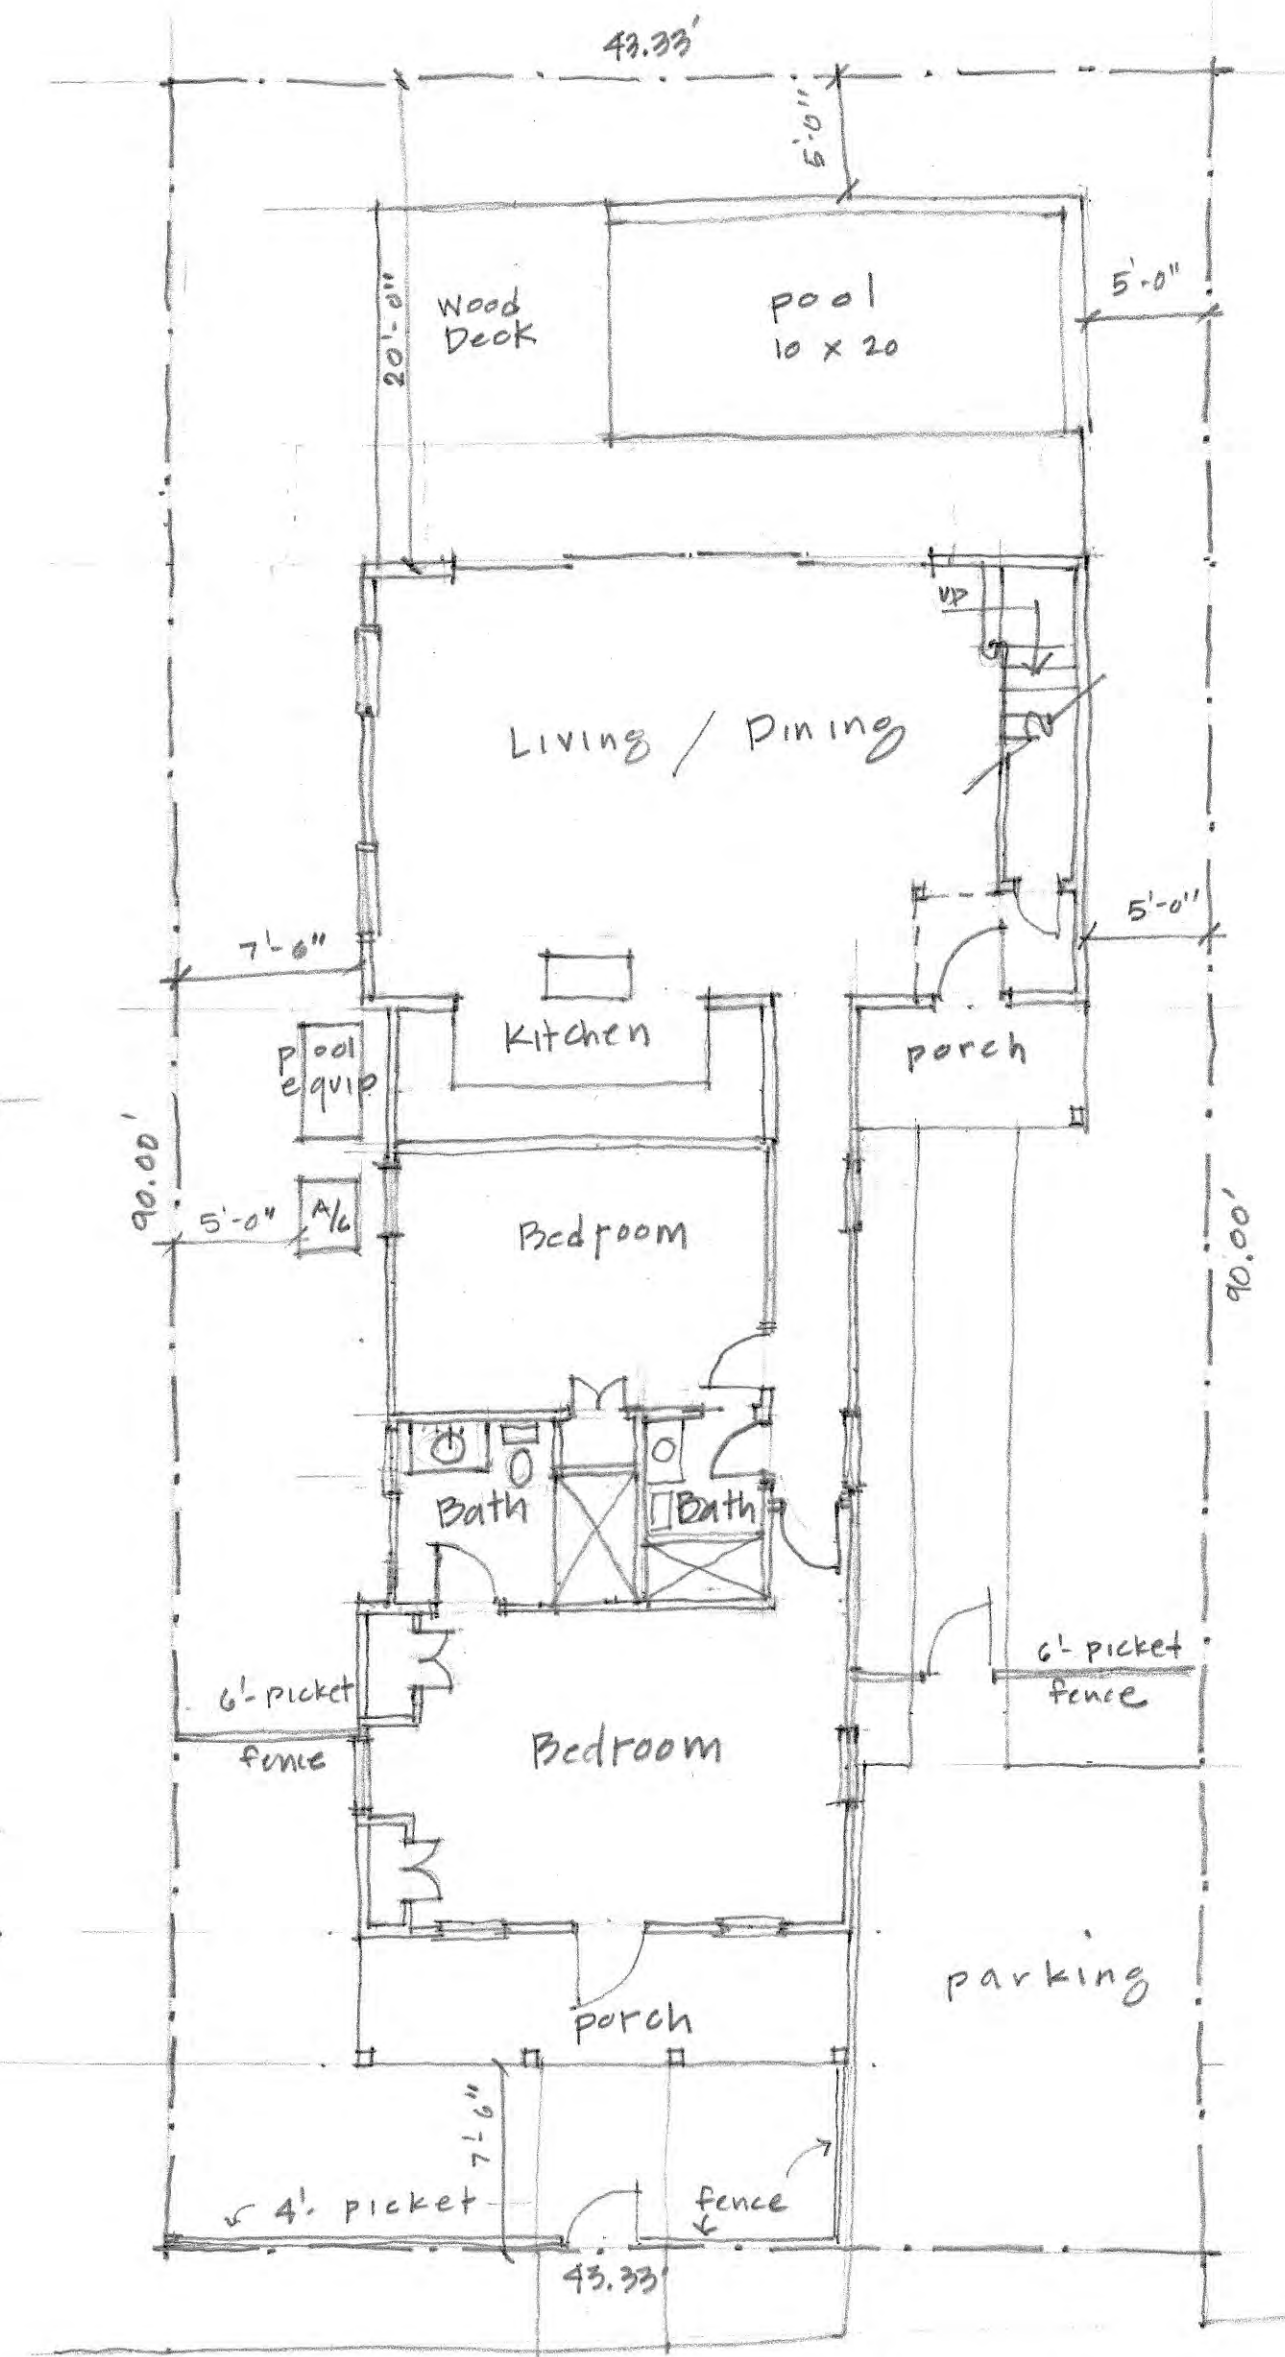 43.33'
5'-0"
20'-0"
Wood
Deck
pool
10 x 20
5'-0"
UP
Living / Dining
5'-0"
7'-6"
Kitchen
porch
pool
equip
90.00'
5'-0"
A/C
Bedroom
90.00'
Bath
Bath
6'- picket
fence
6'- picket
fence
Bedroom
parking
porch
7'-6"
4'- picket
fence
43.33'